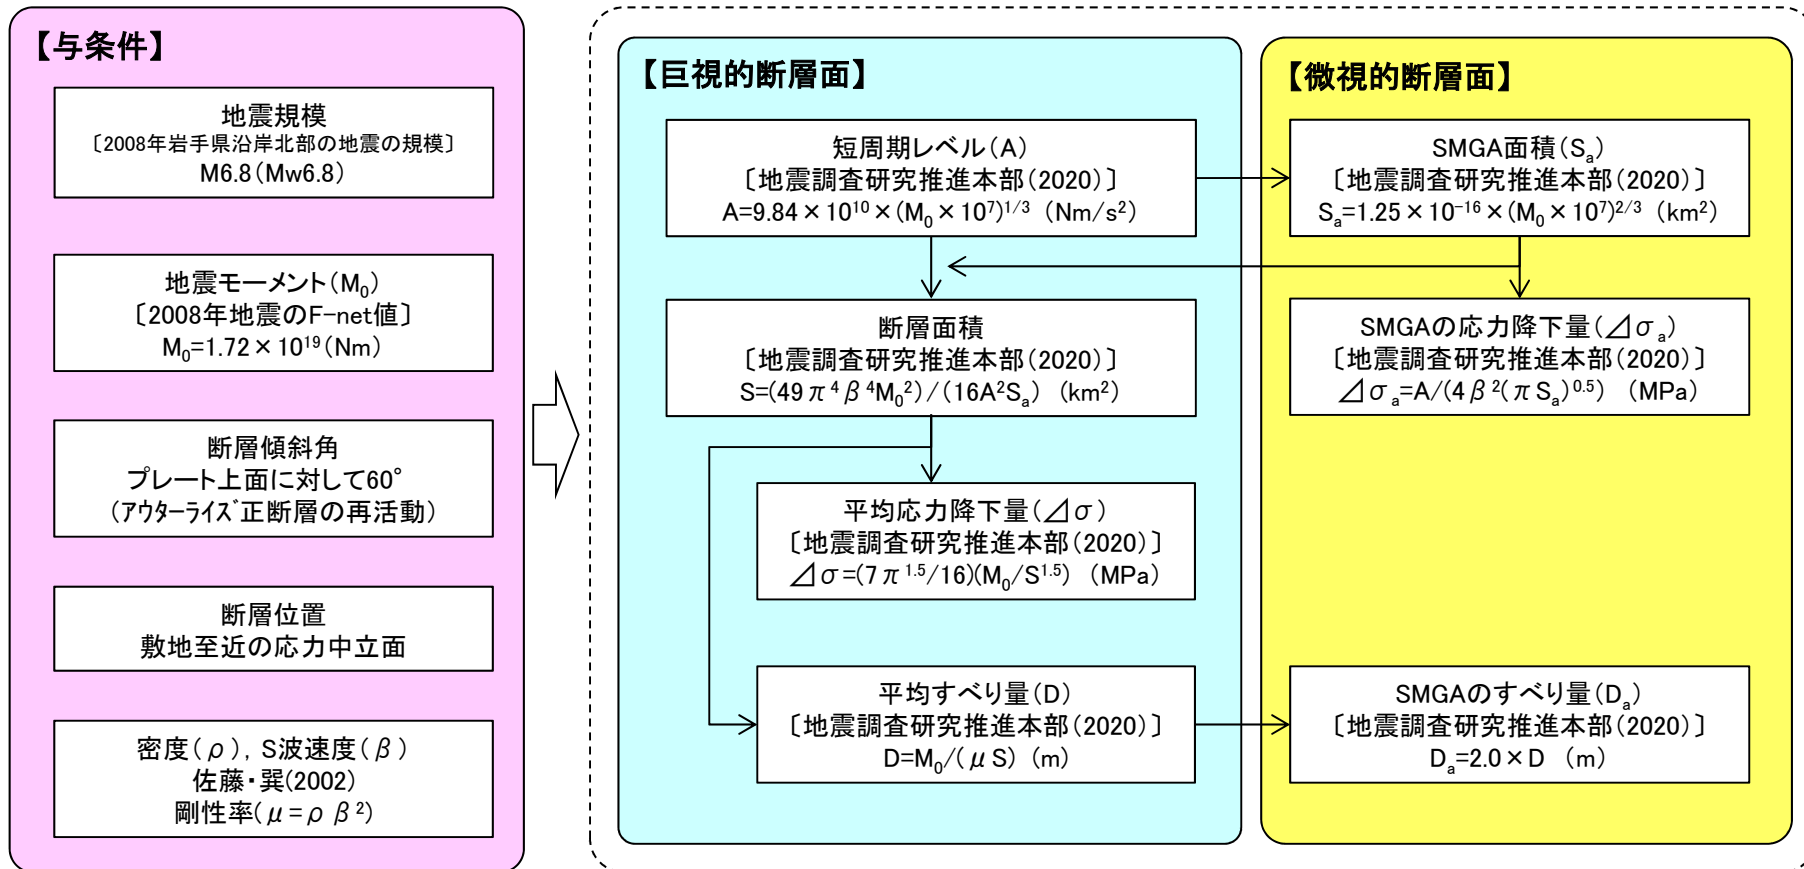 【与条件】
地震規模
〔2008年岩手県沿岸北部の地震の規模〕
M6.8(Mw6.8)
地震モーメント(M₀)
〔2008年地震のF-net値〕
M₀=1.72×10¹⁹(Nm)
断層傾斜角
プレート上面に対して60°
(アウターライズ正断層の再活動)
断層位置
敷地至近の応力中立面
密度(ρ), S波速度(β)
佐藤・巽(2002)
剛性率(μ=ρβ²)
【巨視的断層面】
短周期レベル(A)
〔地震調査研究推進本部(2020)〕
A=9.84×10¹⁰×(M₀×10⁷)¹/³ (Nm/s²)
断層面積
〔地震調査研究推進本部(2020)〕
S=(49π⁴β⁴M₀²)/(16A²Sₐ) (km²)
平均応力降下量(⊿σ)
〔地震調査研究推進本部(2020)〕
⊿σ=(7π¹·⁵/16)(M₀/S¹·⁵) (MPa)
平均すべり量(D)
〔地震調査研究推進本部(2020)〕
D=M₀/(μS) (m)
【微視的断層面】
SMGA面積(Sₐ)
〔地震調査研究推進本部(2020)〕
Sₐ=1.25×10⁻¹⁶×(M₀×10⁷)²/³ (km²)
SMGAの応力降下量(⊿σₐ)
〔地震調査研究推進本部(2020)〕
⊿σₐ=A/(4β²(πSₐ)⁰·⁵) (MPa)
SMGAのすべり量(Dₐ)
〔地震調査研究推進本部(2020)〕
Dₐ=2.0×D (m)